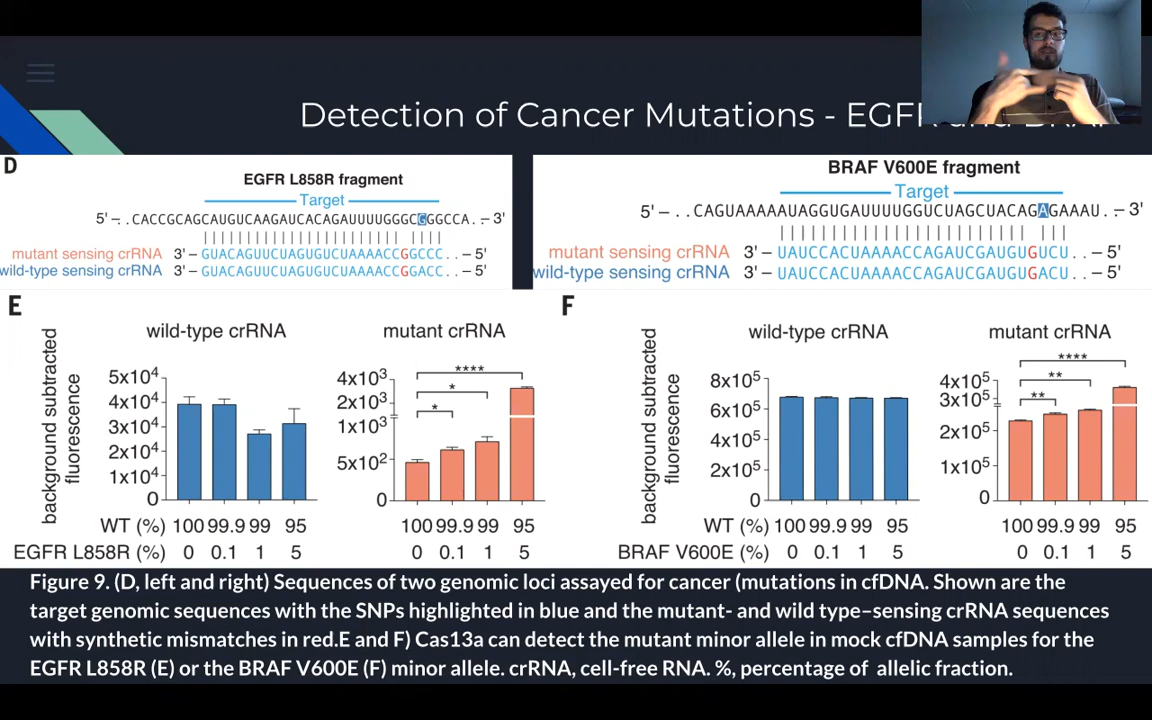 Detection of Cancer Mutations - EGFR and BRAF
D
EGFR L858R fragment
Target
5' –. .CACCGCAGCAUGUCAAGAUCACAGAUUUUGGGCGGGCCA. .– 3'
mutant sensing crRNA 3' – GUACAGUUCUAGUGUCUAAAACCGGCCC. . – 5'
wild-type sensing crRNA 3' – GUACAGUUCUAGUGUCUAAAACCGGACC. . – 5'
BRAF V600E fragment
Target
5' – . .CAGUAAAAAUAGGUGAUUUUGGUCUAGCUACAGAGAAAU. . – 3'
mutant sensing crRNA 3' – UAUCCACUAAAACCAGAUCGAUGUGUCU. . – 5'
wild-type sensing crRNA 3' – UAUCCACUAAAACCAGAUCGAUGUGACU. . – 5'
E
wild-type crRNA
mutant crRNA
background subtracted
fluorescence
5x10⁴
4x10⁴
3x10⁴
2x10⁴
1x10⁴
0
4x10³
2x10³
1x10³
5x10²
0
****
*
*
WT (%) 100 99.9 99 95 100 99.9 99 95
EGFR L858R (%) 0 0.1 1 5 0 0.1 1 5
F
wild-type crRNA
mutant crRNA
background subtracted
fluorescence
8x10⁵
6x10⁵
4x10⁵
2x10⁵
0
4x10⁵
3x10⁵
2x10⁵
1x10⁵
0
****
**
**
WT (%) 100 99.9 99 95 100 99.9 99 95
BRAF V600E (%) 0 0.1 1 5 0 0.1 1 5
Figure 9. (D, left and right) Sequences of two genomic loci assayed for cancer (mutations in cfDNA. Shown are the
target genomic sequences with the SNPs highlighted in blue and the mutant- and wild type–sensing crRNA sequences
with synthetic mismatches in red.E and F) Cas13a can detect the mutant minor allele in mock cfDNA samples for the
EGFR L858R (E) or the BRAF V600E (F) minor allele. crRNA, cell-free RNA. %, percentage of allelic fraction.